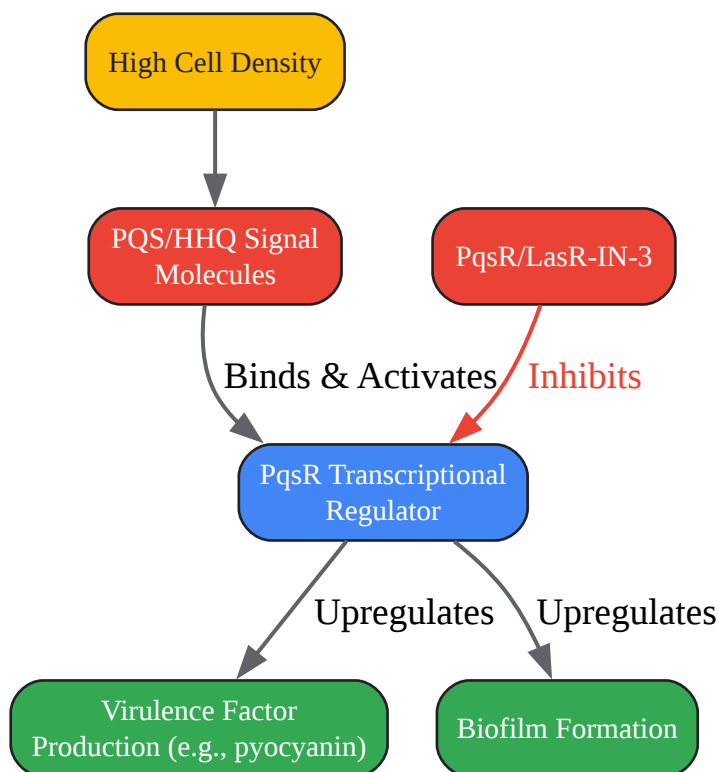 High Cell Density
PQS/HHQ Signal
Molecules
PqsR/LasR-IN-3
Binds & Activates
Inhibits
PqsR Transcriptional
Regulator
Upregulates
Upregulates
Virulence Factor
Production (e.g., pyocyanin)
Biofilm Formation